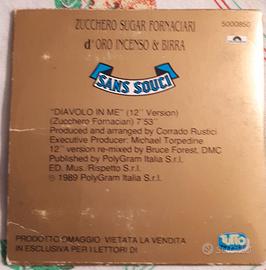 ZUCCHERO SUGAR FORNACIARI
5000850
d'ORO INCENSO & BIRRA
SANS SOUCI
"DIAVOLO IN ME" (12" Version)
(Zucchero Fornaciari) 7'53"
Produced and arranged by Corrado Rustici
Executive Producer: Michael Torpedine
12" version re-mixed by Bruce Forest, DMC
Published by PolyGram Italia S.r.l.
ED. Mus. Rispetto S.r.l.
© 1989 PolyGram Italia S.r.l.
PRODOTTO OMAGGIO: VIETATA LA VENDITA
IN ESCLUSIVA PER I LETTORI DI
TUTTO
subito